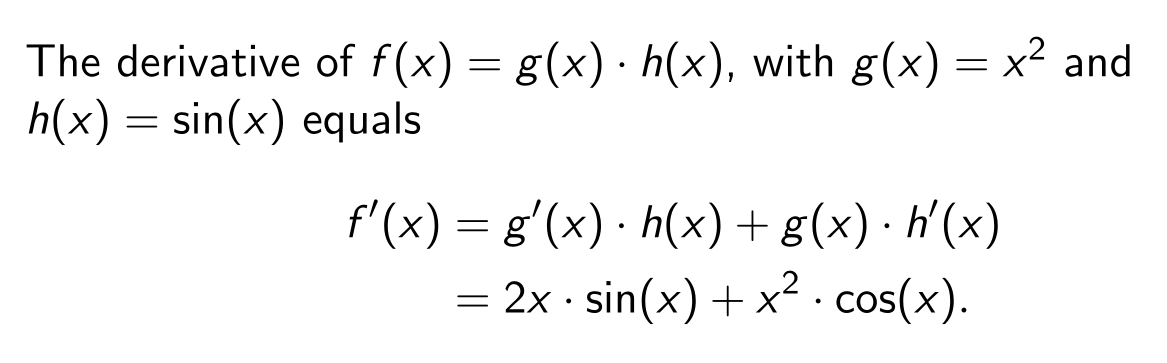 The derivative of f(x) = g(x) · h(x), with g(x) = x² and
h(x) = sin(x) equals
f′(x) = g′(x) · h(x) + g(x) · h′(x)
= 2x · sin(x) + x² · cos(x).